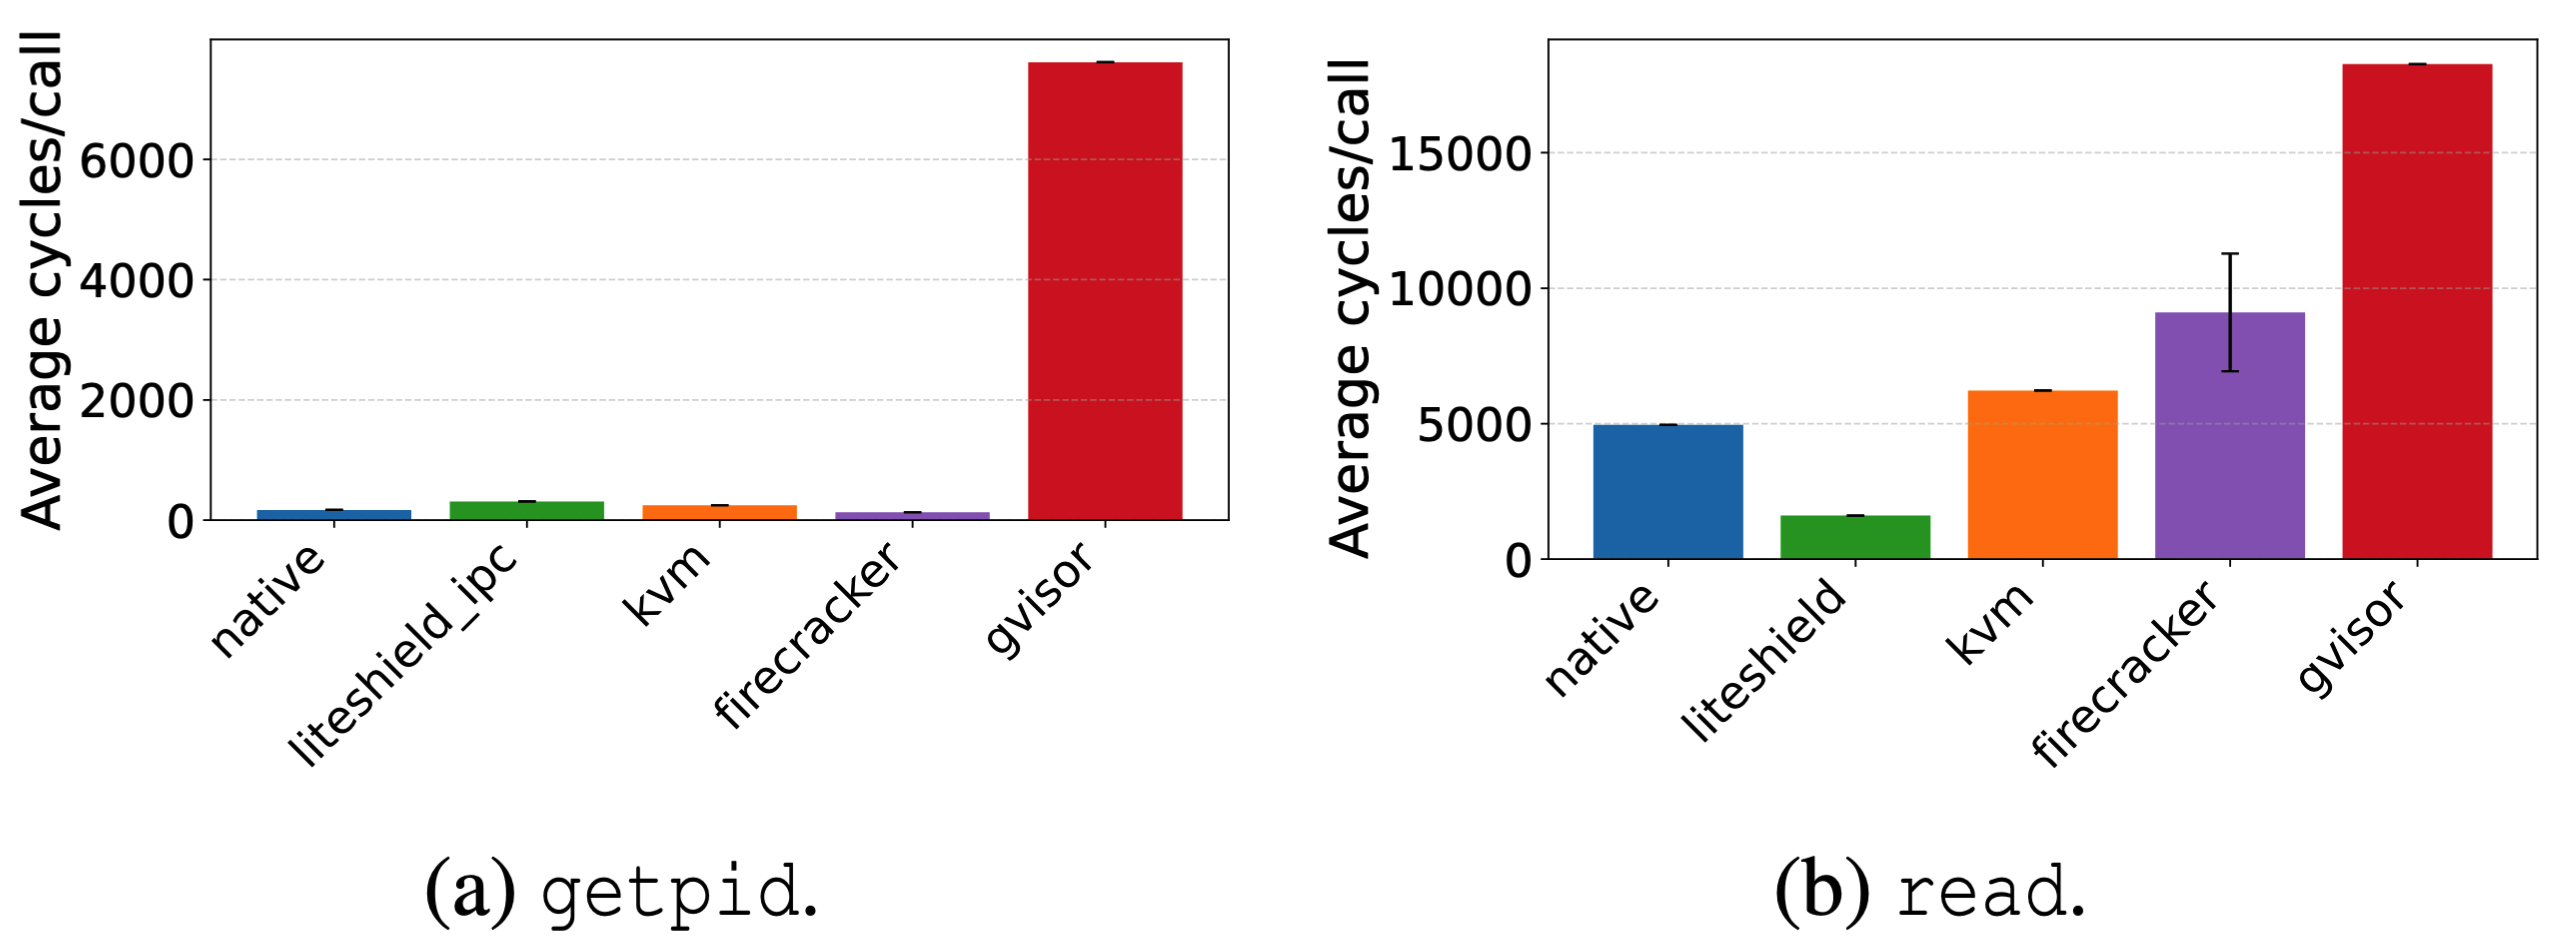 Average cycles/call
6000
4000
2000
0
native
liteshield_ipc
kvm
firecracker
gvisor
(a) getpid.
Average cycles/call
15000
10000
5000
0
native
liteshield
kvm
firecracker
gvisor
(b) read.